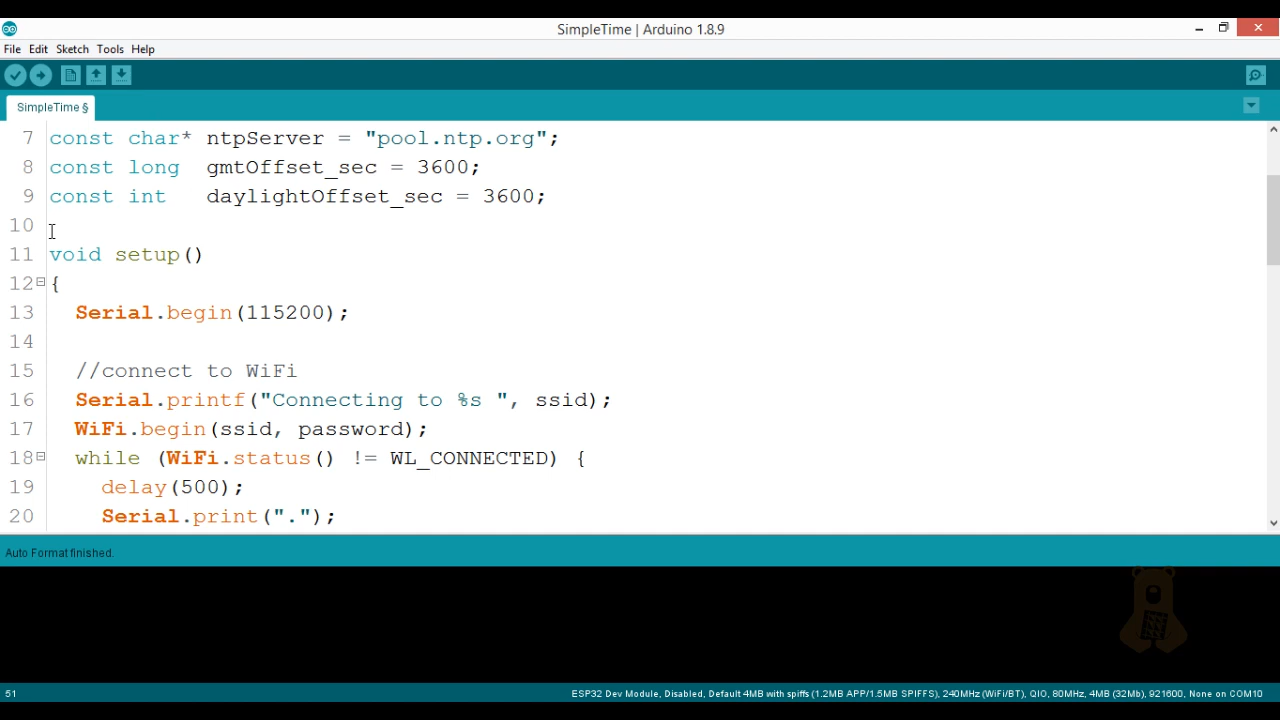 SimpleTime | Arduino 1.8.9
File Edit Sketch Tools Help
SimpleTime §
7 const char* ntpServer = "pool.ntp.org";
8 const long  gmtOffset_sec = 3600;
9 const int   daylightOffset_sec = 3600;
10
11 void setup()
12 {
13   Serial.begin(115200);
14
15   //connect to WiFi
16   Serial.printf("Connecting to %s ", ssid);
17   WiFi.begin(ssid, password);
18   while (WiFi.status() != WL_CONNECTED) {
19     delay(500);
20     Serial.print(".");
Auto Format finished.
51 ESP32 Dev Module, Disabled, Default 4MB with spiffs (1.2MB APP/1.5MB SPIFFS), 240MHz (WiFi/BT), QIO, 80MHz, 4MB (32Mb), 921600, None on COM10